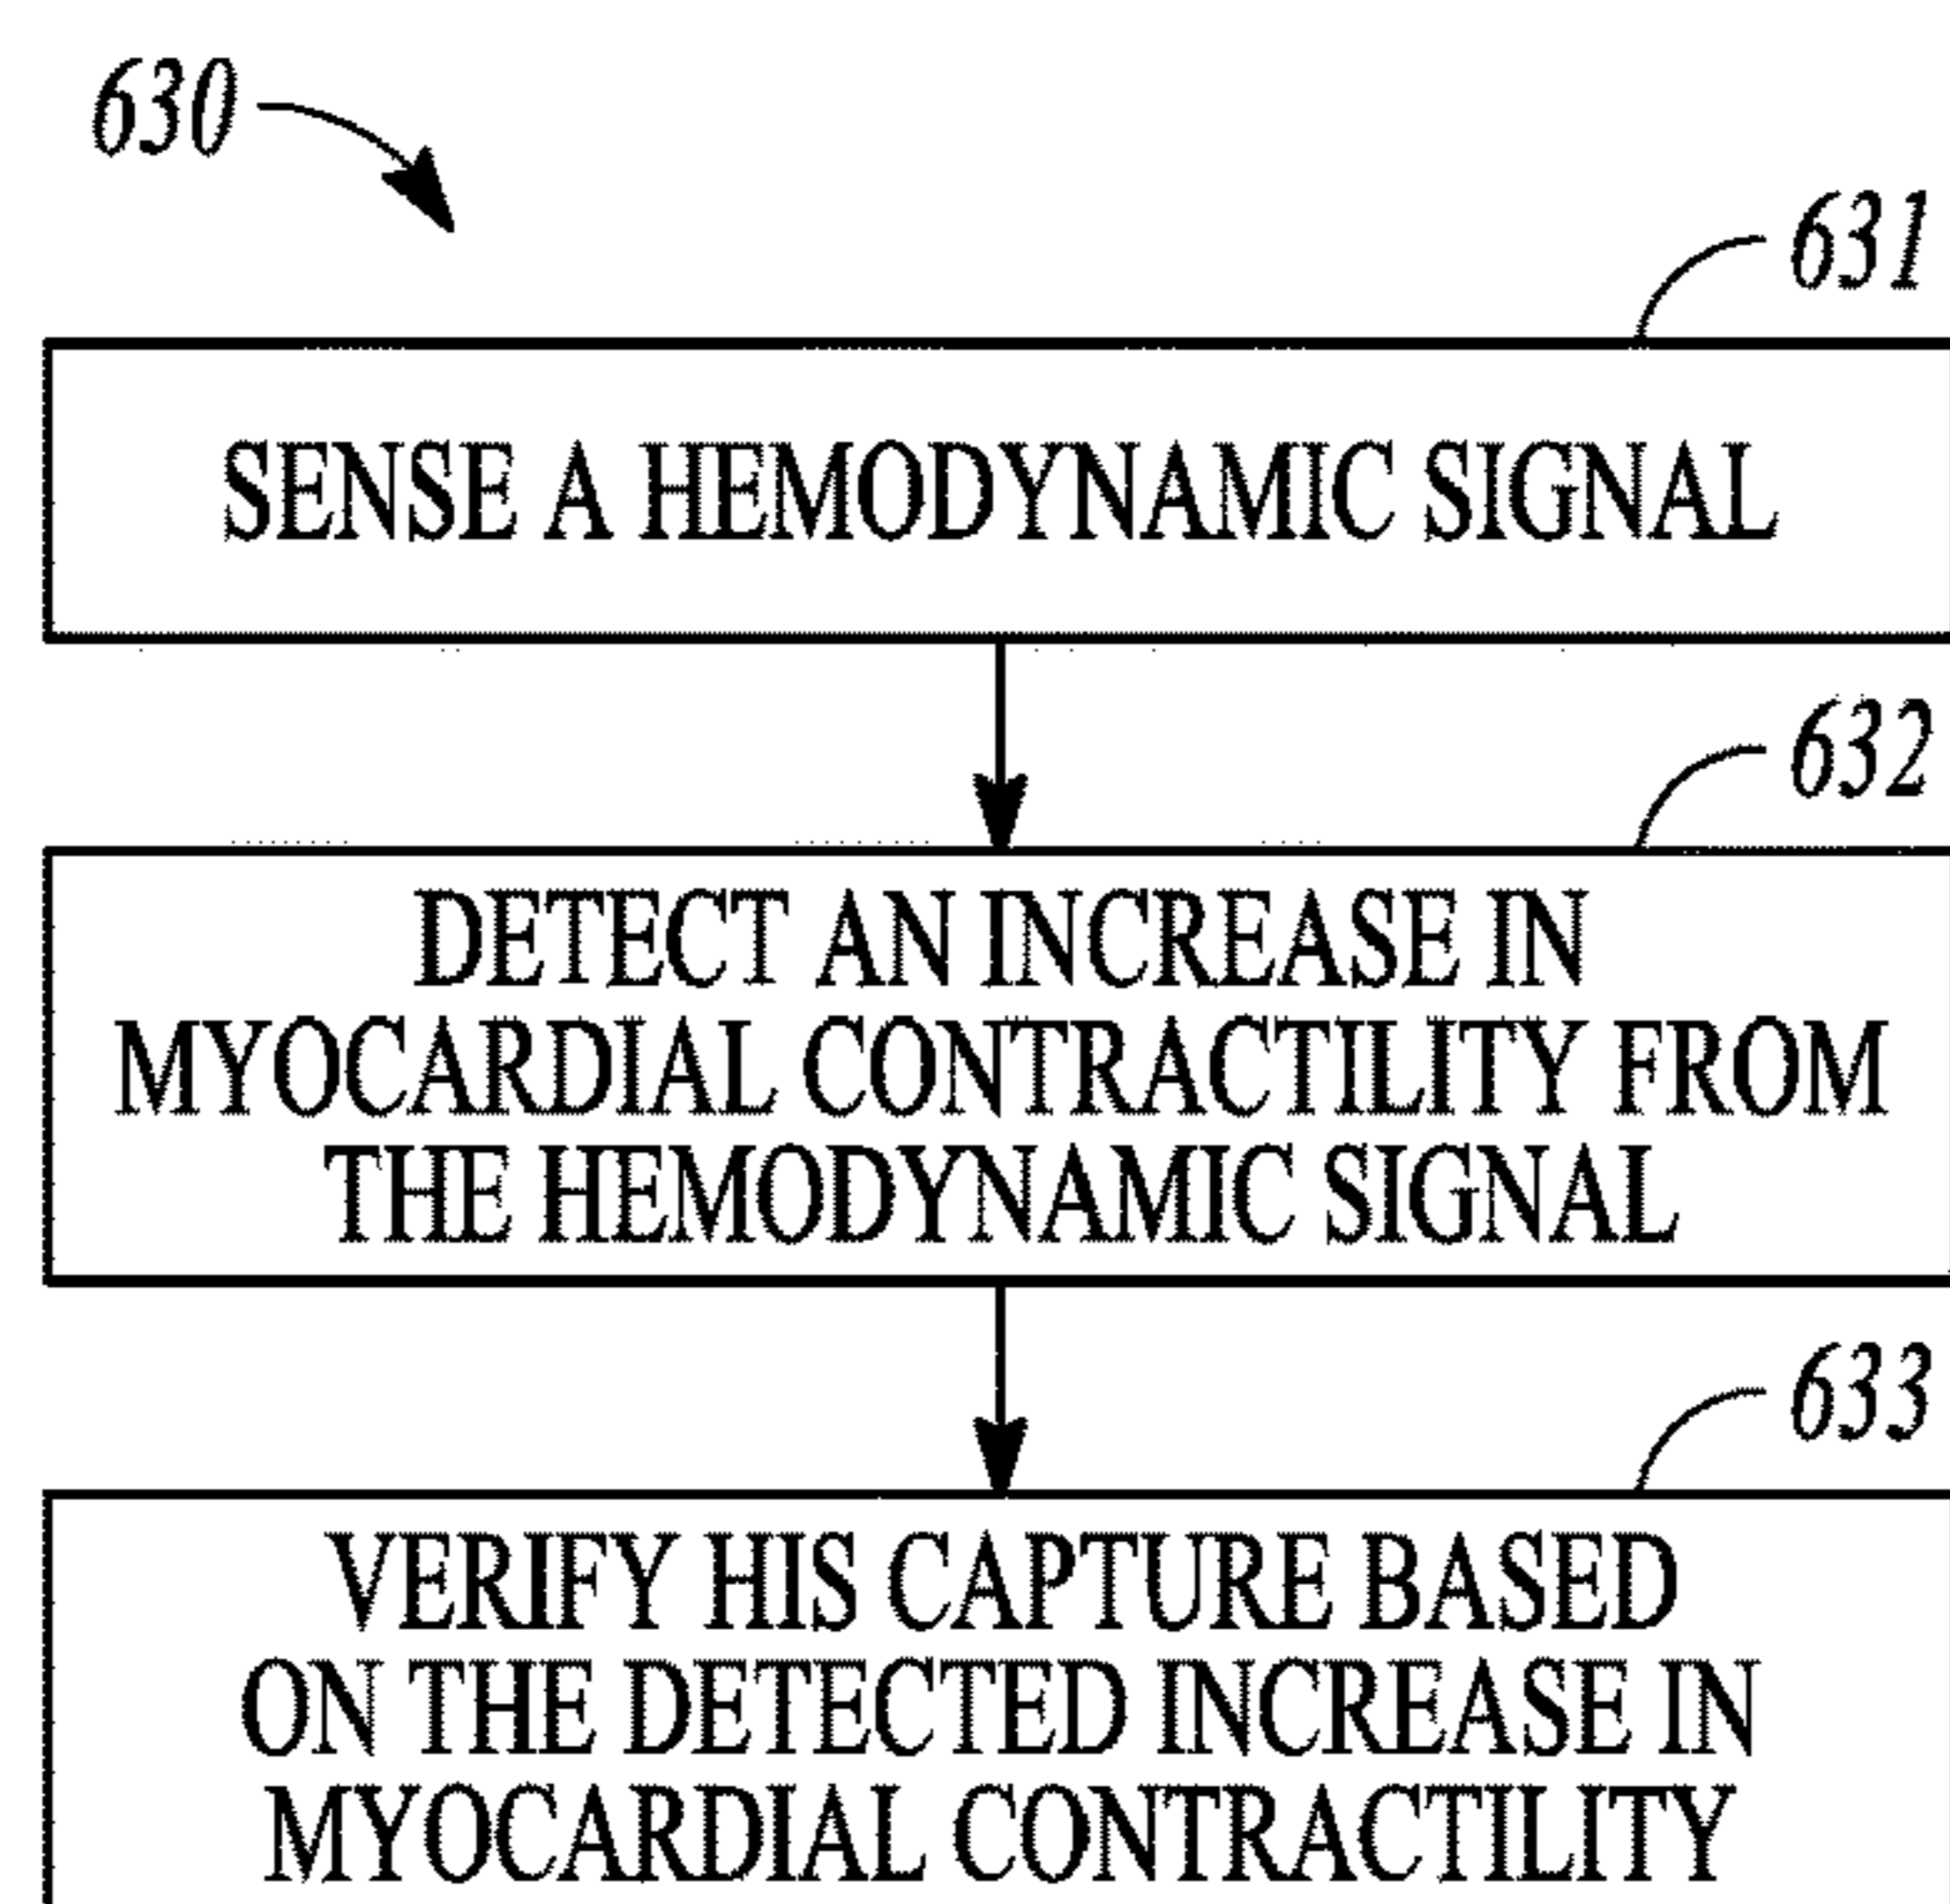 630
631
SENSE A HEMODYNAMIC SIGNAL
632
DETECT AN INCREASE IN
MYOCARDIAL CONTRACTILITY FROM
THE HEMODYNAMIC SIGNAL
633
VERIFY HIS CAPTURE BASED
ON THE DETECTED INCREASE IN
MYOCARDIAL CONTRACTILITY